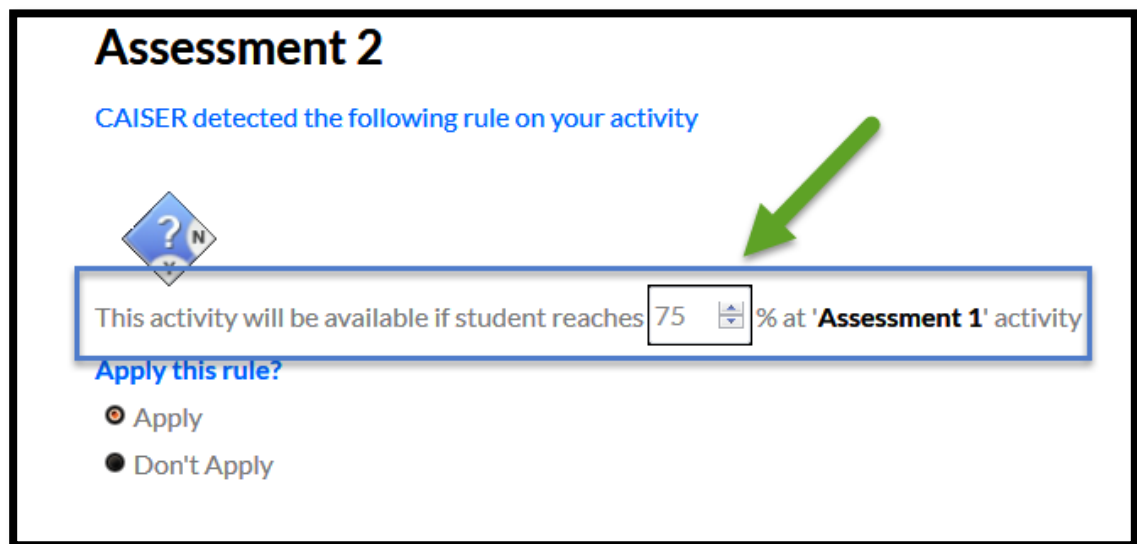 Assessment 2
CAISER detected the following rule on your activity
? N
Y
This activity will be available if student reaches 75 % at 'Assessment 1' activity
Apply this rule?
Apply
Don't Apply